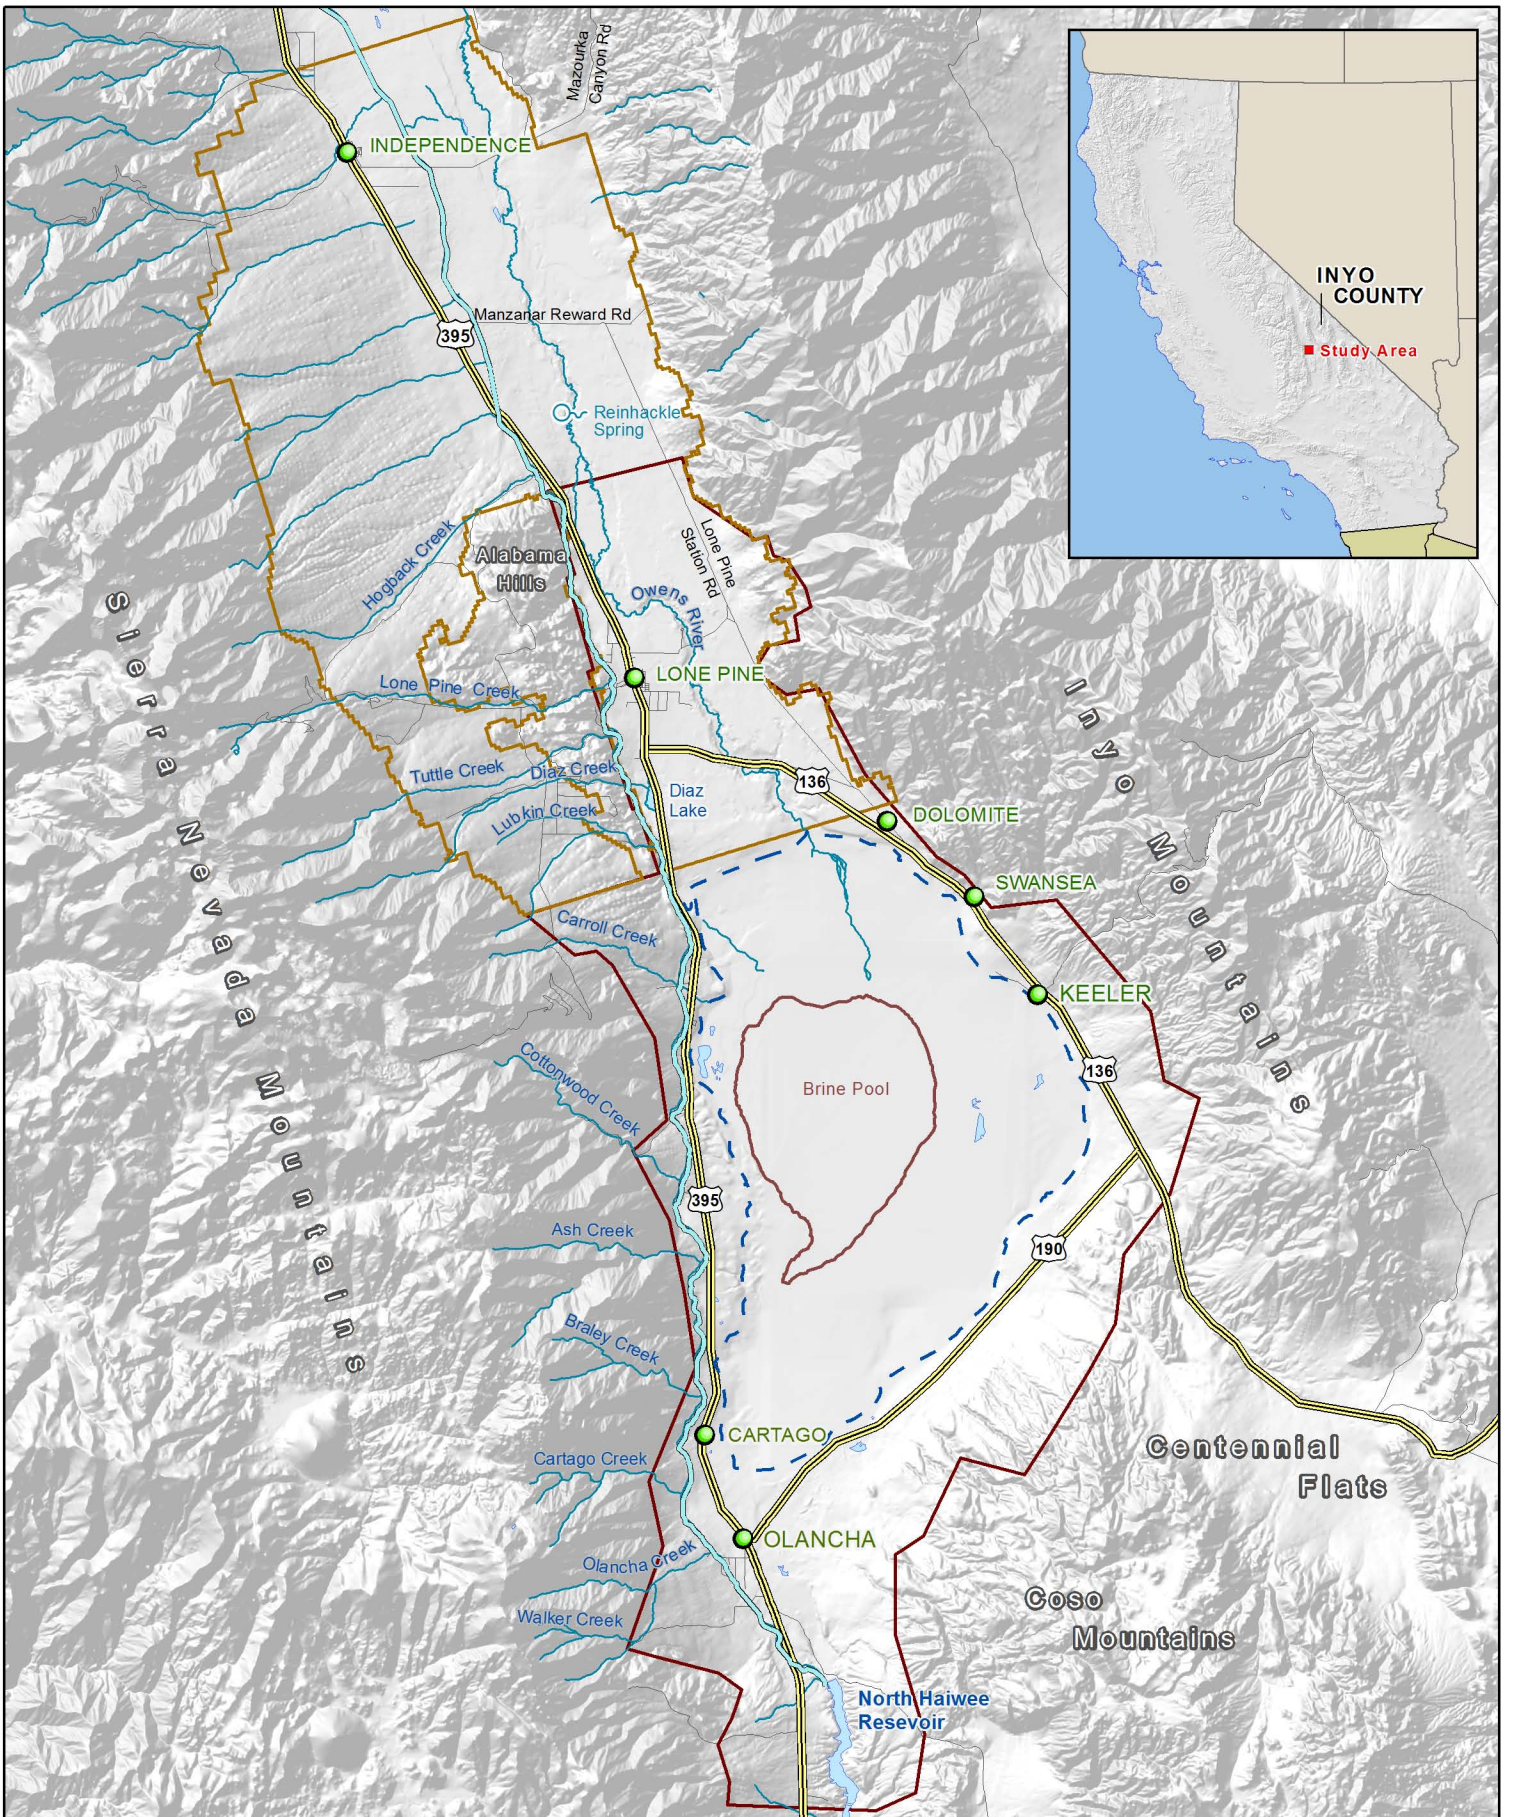 Mazourka
Canyon Rd
INDEPENDENCE
INYO
COUNTY
Study Area
Manzanar Reward Rd
395
Reinhackle
Spring
Hogback Creek
Alabama
Hills
Lone Pine
Station Rd
Owens River
Sierra Nevada Mountains
LONE PINE
Lone Pine Creek
Inyo Mountains
Tuttle Creek
Diaz Creek
136
Diaz
Lake
Lubkin Creek
DOLOMITE
SWANSEA
Carroll Creek
KEELER
Cottonwood Creek
136
Brine Pool
395
Ash Creek
190
Braley Creek
CARTAGO
Centennial
Flats
Cartago Creek
OLANCHA
Olancha Creek
Coso
Mountains
Walker Creek
North Haiwee
Resevoir